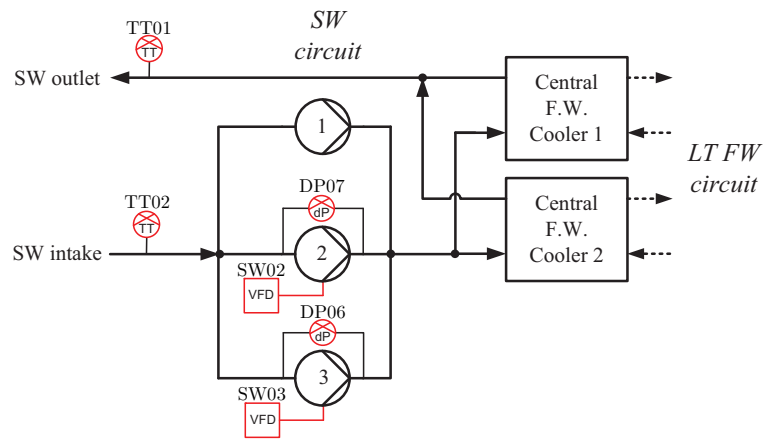 TT01
TT
SW
circuit
SW outlet
Central
F.W.
Cooler 1
1
LT FW
circuit
DP07
dP
TT02
TT
SW intake
2
Central
F.W.
Cooler 2
SW02
VFD
DP06
dP
3
SW03
VFD